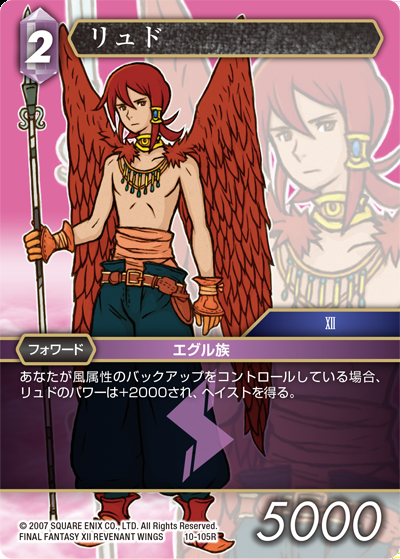 2
リュド
XII
フォワード
エグル族
あなたが風属性のバックアップをコントロールしている場合、
リュドのパワーは+2000され、ヘイストを得る。
© 2007 SQUARE ENIX CO., LTD. All Rights Reserved.
FINAL FANTASY XII REVENANT WINGS
10-105R
5000